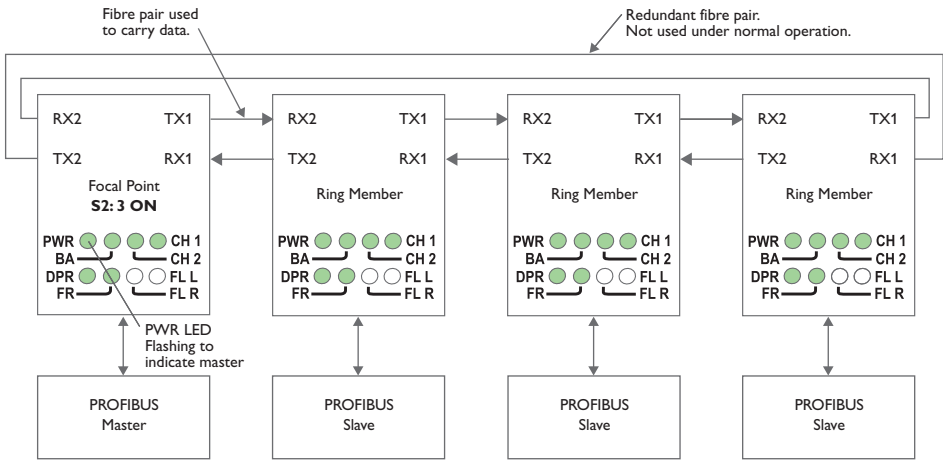 Fibre pair used
to carry data.
Redundant fibre pair.
Not used under normal operation.
RX2 TX1
TX2 RX1
Focal Point
S2: 3 ON
PWR CH 1
BA CH 2
DPR FL L
FR FL R
PWR LED
Flashing to
indicate master
PROFIBUS
Master
RX2 TX1
TX2 RX1
Ring Member
PWR CH 1
BA CH 2
DPR FL L
FR FL R
PROFIBUS
Slave
RX2 TX1
TX2 RX1
Ring Member
PWR CH 1
BA CH 2
DPR FL L
FR FL R
PROFIBUS
Slave
RX2 TX1
TX2 RX1
Ring Member
PWR CH 1
BA CH 2
DPR FL L
FR FL R
PROFIBUS
Slave